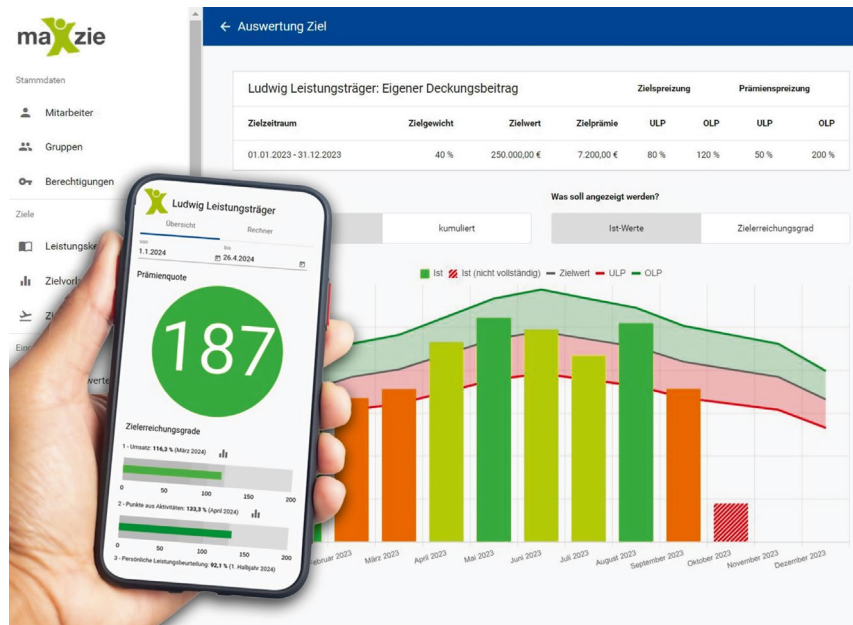 maXzie
Stammdaten
Mitarbeiter
Gruppen
Berechtigungen
Ziele
← Auswertung Ziel
Ludwig Leistungsträger: Eigener Deckungsbeitrag Zielspreizung Prämienspreizung
Zielzeitraum Zielgewicht Zielwert Zielprämie ULP OLP ULP OLP
01.01.2023 - 31.12.2023 40 % 250.000,00 € 7.200,00 € 80 % 120 % 50 % 200 %
Was soll angezeigt werden?
kumuliert Ist-Werte Zielerreichungsgrad
Ist Ist (nicht vollständig) Zielwert ULP OLP
März 2023 April 2023 Mai 2023 Juni 2023 Juli 2023 August 2023 September 2023 Oktober 2023 November 2023 Dezember 2023
Ludwig Leistungsträger
Übersicht Rechner
von bis
1.1.2024 26.4.2024
Prämienquote
187
Zielerreichungsgrade
1 - Umsatz: 116,3 % (März 2024)
0 50 100 150 200
2 - Punkte aus Aktivitäten: 133,3 % (April 2024)
0 50 100 150 200
3 - Persönliche Leistungsbeurteilung: 92,1 % (1. Halbjahr 2024)